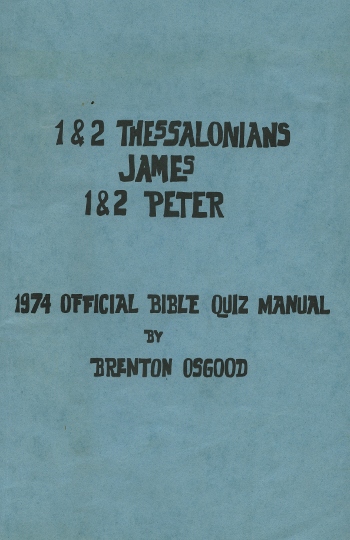 1 & 2 THESSALONIANS
JAMES
1 & 2 PETER
1974 OFFICIAL BIBLE QUIZ MANUAL
BY
BRENTON OSGOOD